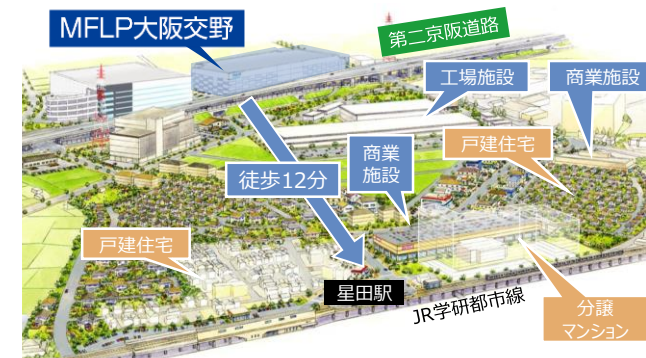 MFLP大阪交野
第二京阪道路
工場施設
商業施設
戸建住宅
商業
施設
徒歩12分
戸建住宅
星田駅
JR学研都市線
分譲
マンション